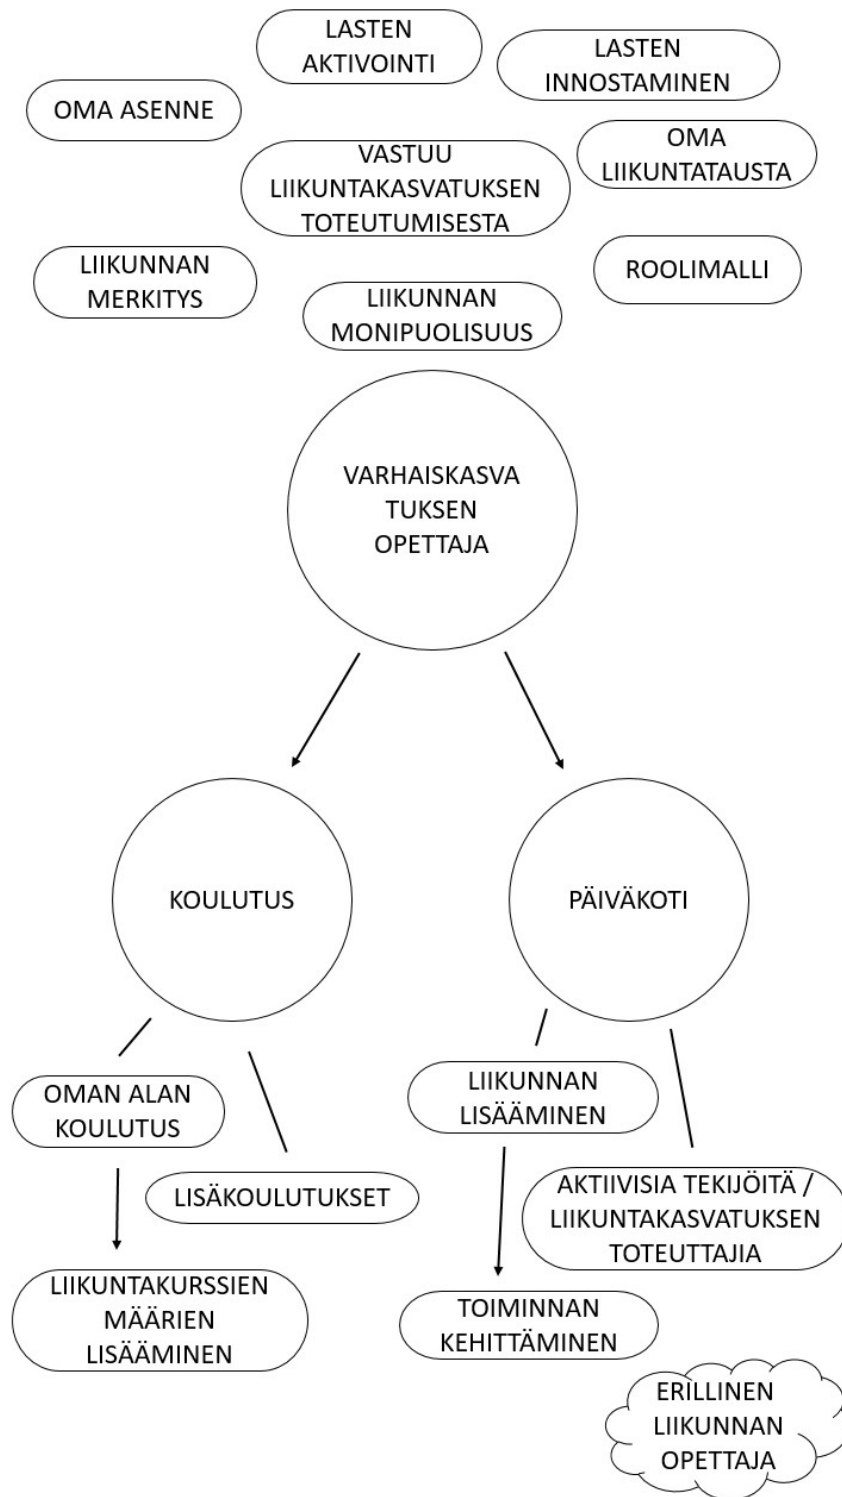 LASTEN
AKTIVOINTI
LASTEN
INNOSTAMINEN
OMA ASENNE
OMA
LIIKUNTATAUSTA
VASTUU
LIIKUNTAKASVATUKSEN
TOTEUTUMISESTA
LIIKUNNAN
MERKITYS
ROOLIMALLI
LIIKUNNAN
MONIPUOLISUUS
VARHAISKASVA
TUKSEN
OPETTAJA
KOULUTUS
PÄIVÄKOTI
OMAN ALAN
KOULUTUS
LIIKUNNAN
LISÄÄMINEN
LISÄKOULUTUKSET
AKTIIVISIA TEKIJÖITÄ /
LIIKUNTAKASVATUKSEN
TOTEUTTAJIA
LIIKUNTAKURSSIEN
MÄÄRIEN
LISÄÄMINEN
TOIMINNAN
KEHITTÄMINEN
ERILLINEN
LIIKUNNAN
OPETTAJA